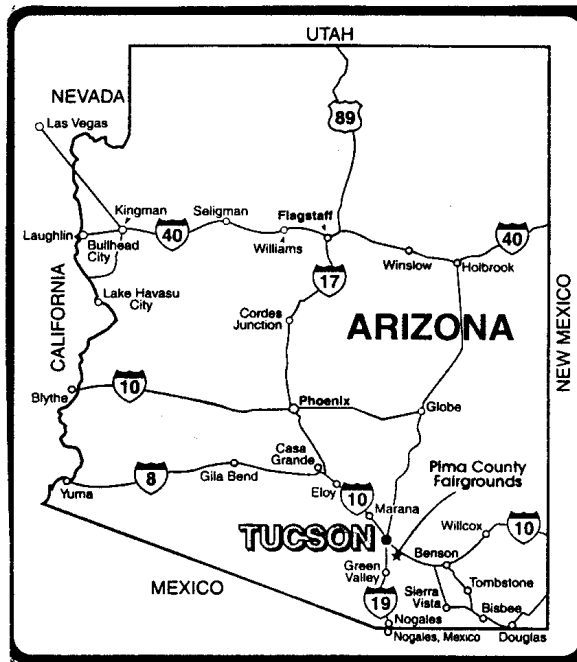 UTAH
NEVADA
Las Vegas
89
Kingman
Seligman
Flagstaff
40
40
Laughlin
Bullhead
City
Williams
Winslow
Holbrook
17
Lake Havasu
City
Cordes
Junction
ARIZONA
CALIFORNIA
NEW MEXICO
10
Blythe
Phoenix
Globe
Casa
Grande
Pima County
Fairgrounds
8
Yuma
Gila Bend
Eloy
10
Marana
Willcox
10
TUCSON
Benson
Green
Valley
Tombstone
MEXICO
Sierra
Vista
19
Bisbee
Nogales
Nogales, Mexico
Douglas